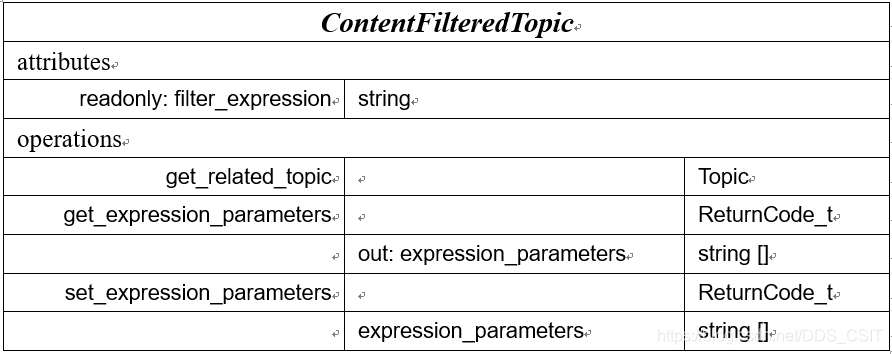 ContentFilteredTopic
attributes
readonly: filter_expression string
operations
get_related_topic Topic
get_expression_parameters ReturnCode_t
out: expression_parameters string []
set_expression_parameters ReturnCode_t
expression_parameters string []
https://blog.csdn.net/DDS_CSIT